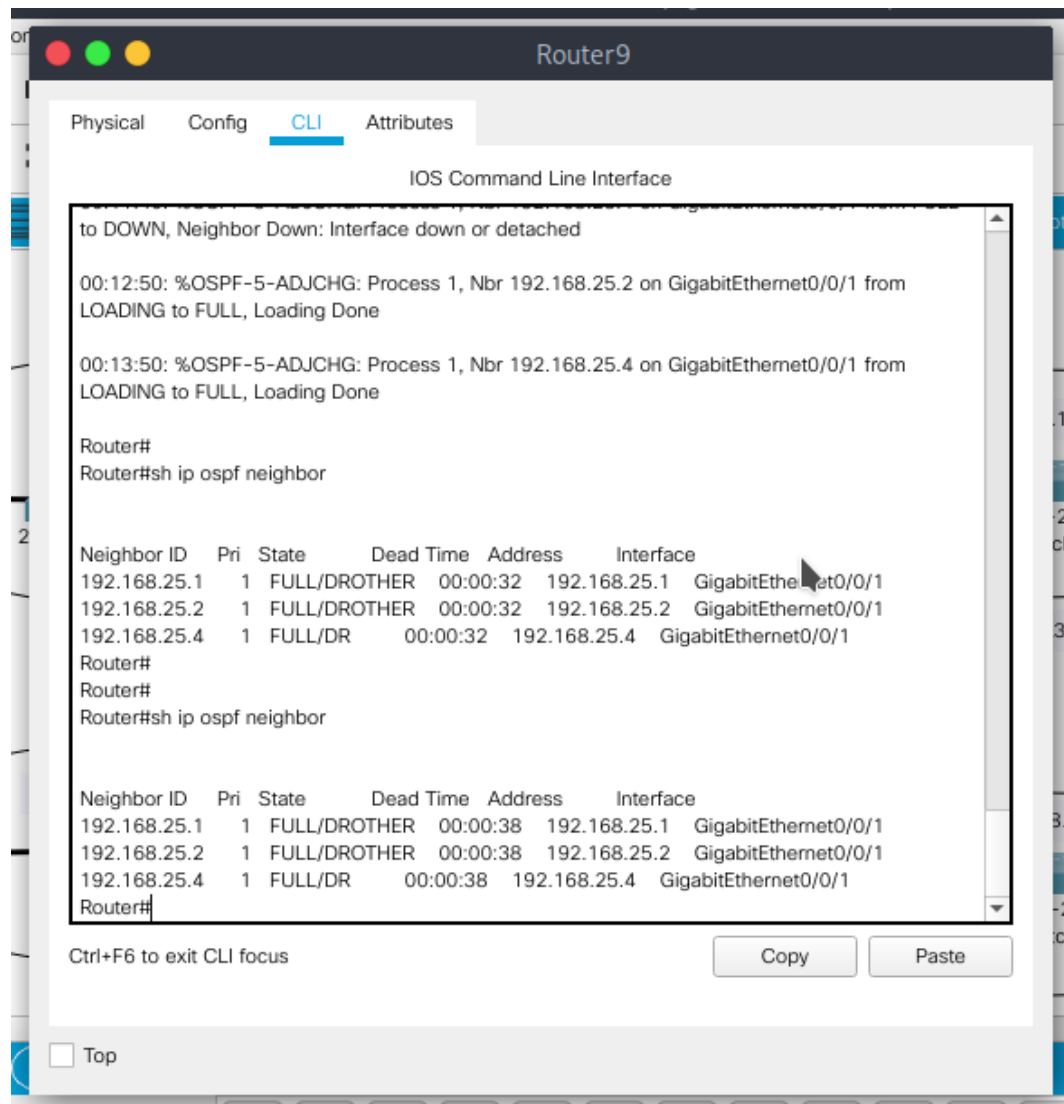 Router9
Physical Config CLI Attributes
IOS Command Line Interface
to DOWN, Neighbor Down: Interface down or detached
00:12:50: %OSPF-5-ADJCHG: Process 1, Nbr 192.168.25.2 on GigabitEthernet0/0/1 from
LOADING to FULL, Loading Done
00:13:50: %OSPF-5-ADJCHG: Process 1, Nbr 192.168.25.4 on GigabitEthernet0/0/1 from
LOADING to FULL, Loading Done
Router#
Router#sh ip ospf neighbor
Neighbor ID Pri State Dead Time Address Interface
192.168.25.1 1 FULL/DROTHER 00:00:32 192.168.25.1 GigabitEthernet0/0/1
192.168.25.2 1 FULL/DROTHER 00:00:32 192.168.25.2 GigabitEthernet0/0/1
192.168.25.4 1 FULL/DR 00:00:32 192.168.25.4 GigabitEthernet0/0/1
Router#
Router#
Router#sh ip ospf neighbor
Neighbor ID Pri State Dead Time Address Interface
192.168.25.1 1 FULL/DROTHER 00:00:38 192.168.25.1 GigabitEthernet0/0/1
192.168.25.2 1 FULL/DROTHER 00:00:38 192.168.25.2 GigabitEthernet0/0/1
192.168.25.4 1 FULL/DR 00:00:38 192.168.25.4 GigabitEthernet0/0/1
Router#
Ctrl+F6 to exit CLI focus
Copy Paste
Top